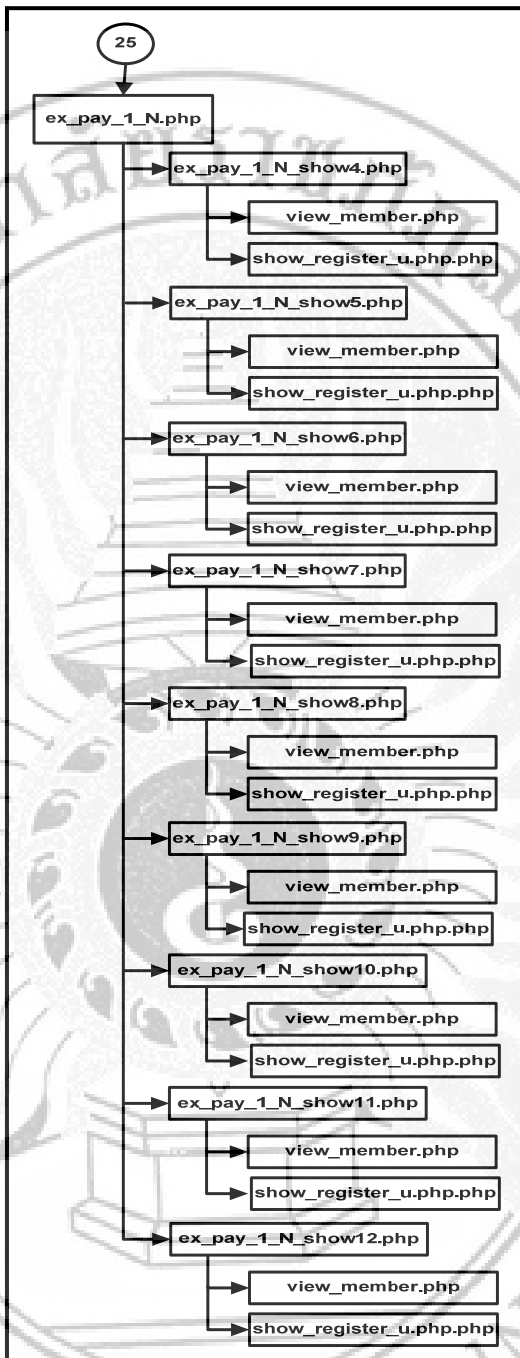 25
ex_pay_1_N.php
ex_pay_1_N_show4.php
view_member.php
show_register_u.php.php
ex_pay_1_N_show5.php
view_member.php
show_register_u.php.php
ex_pay_1_N_show6.php
view_member.php
show_register_u.php.php
ex_pay_1_N_show7.php
view_member.php
show_register_u.php.php
ex_pay_1_N_show8.php
view_member.php
show_register_u.php.php
ex_pay_1_N_show9.php
view_member.php
show_register_u.php.php
ex_pay_1_N_show10.php
view_member.php
show_register_u.php.php
ex_pay_1_N_show11.php
view_member.php
show_register_u.php.php
ex_pay_1_N_show12.php
view_member.php
show_register_u.php.php